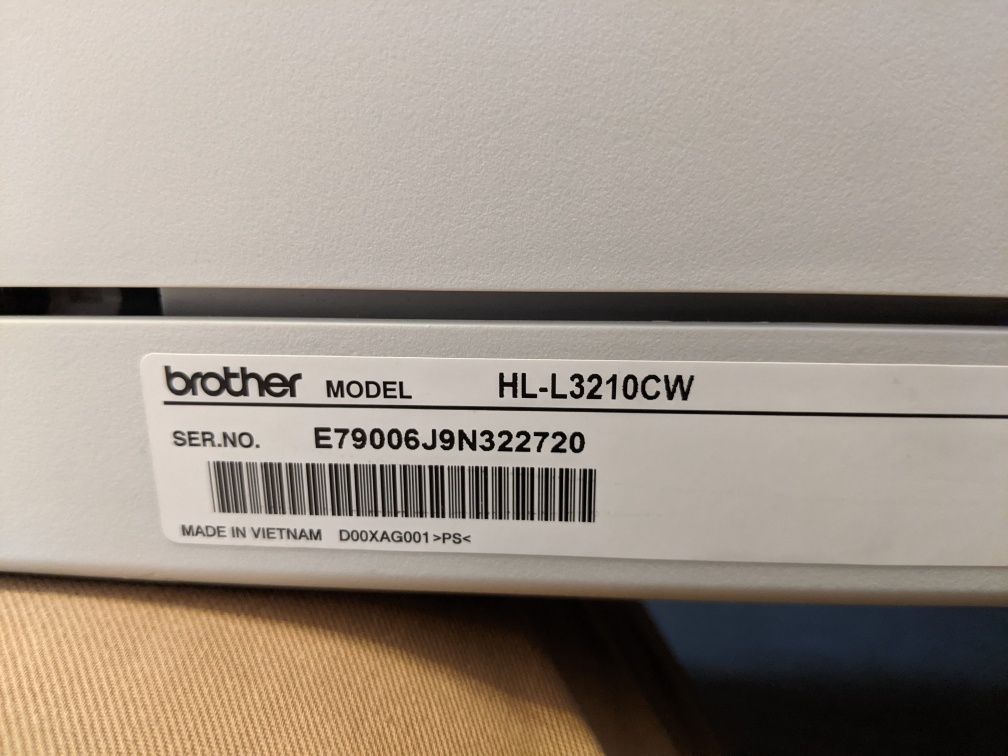 brother MODEL HL-L3210CW
SER.NO. E79006J9N322720
MADE IN VIETNAM D00XAG001>PS<